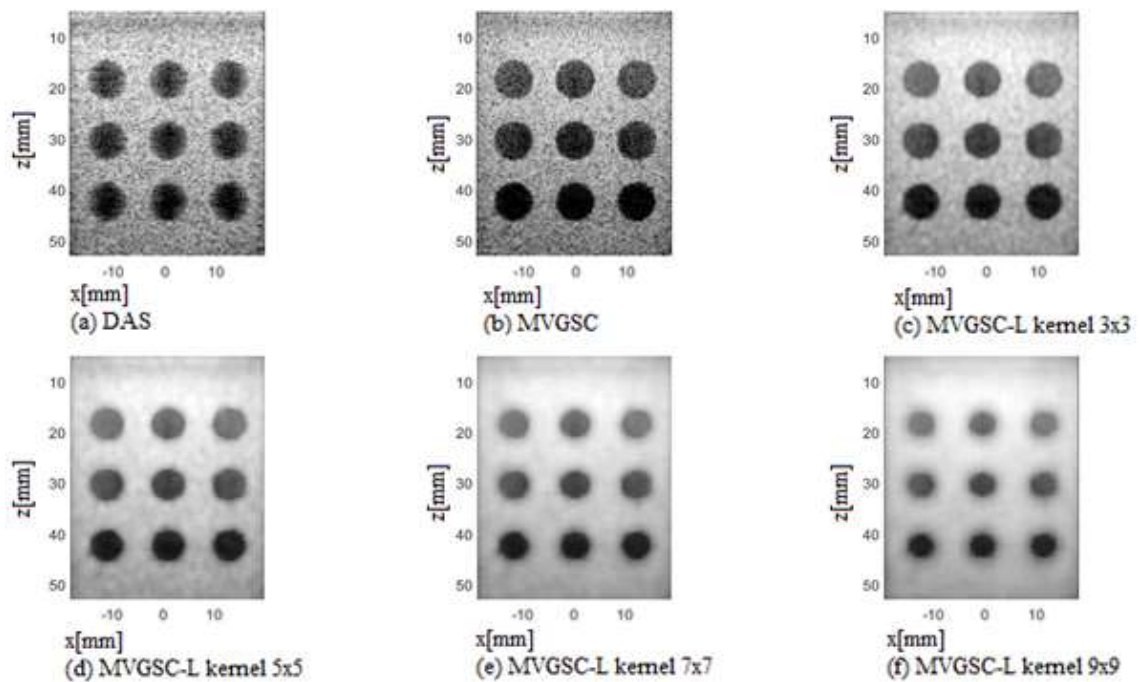 10
20
30
40
50
z[mm]
-10 0 10
x[mm]
(a) DAS
10
20
30
40
50
z[mm]
-10 0 10
x[mm]
(b) MVGSC
10
20
30
40
50
z[mm]
-10 0 10
x[mm]
(c) MVGSC-L kernel 3x3
10
20
30
40
50
z[mm]
-10 0 10
x[mm]
(d) MVGSC-L kernel 5x5
10
20
30
40
50
z[mm]
-10 0 10
x[mm]
(e) MVGSC-L kernel 7x7
10
20
30
40
50
z[mm]
-10 0 10
x[mm]
(f) MVGSC-L kernel 9x9